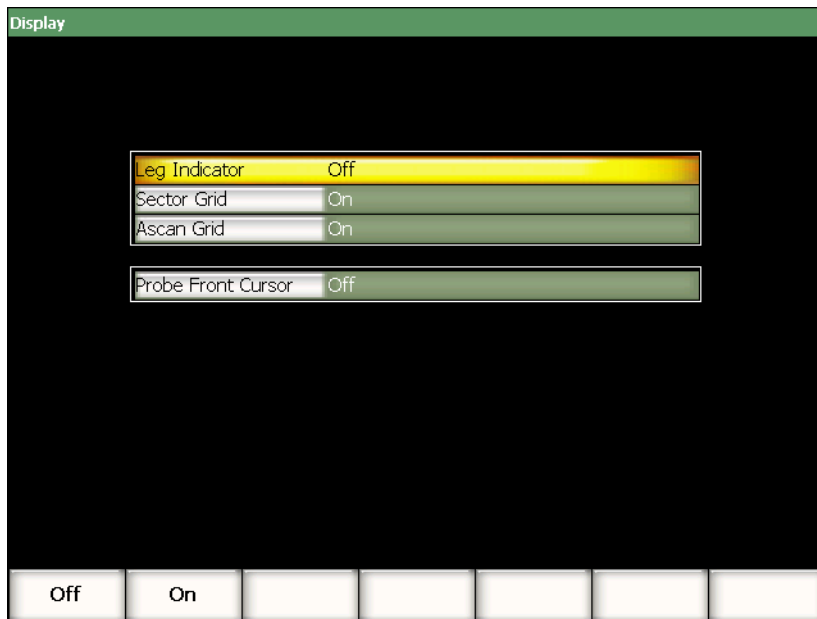 Display
Leg Indicator Off
Sector Grid On
Ascan Grid On
Probe Front Cursor Off
Off On